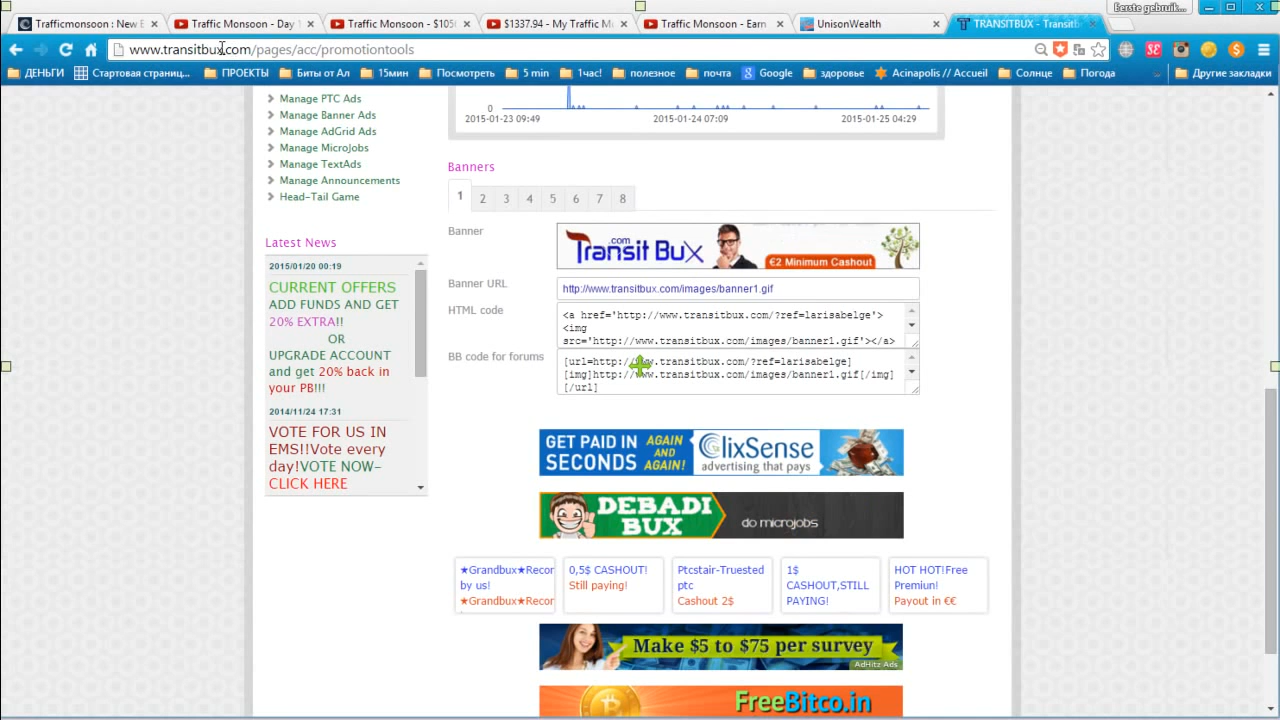 Eerste gebruik...
Trafficmonsoon : New E
Traffic Monsoon - Day 1
Traffic Monsoon - $105
$1337.94 - My Traffic M
Traffic Monsoon - Earn
UnisonWealth
TRANSITBUX - Transitb
www.transitbux.com/pages/acc/promotiontools
ДЕНЬГИ
Стартовая страниц...
ПРОЕКТЫ
Биты от Ал
15мин
Посмотреть
5 min
1час!
полезное
почта
Google
здоровье
Acinapolis // Accueil
Солнце
Погода
Другие закладки
Manage PTC Ads
Manage Banner Ads
Manage AdGrid Ads
Manage MicroJobs
Manage TextAds
Manage Announcements
Head-Tail Game
Latest News
2015/01/20 00:19
CURRENT OFFERS
ADD FUNDS AND GET
20% EXTRA!!
OR
UPGRADE ACCOUNT
and get 20% back in
your PB!!!
2014/11/24 17:31
VOTE FOR US IN
EMS!!Vote every
day!VOTE NOW-
CLICK HERE
0
2015-01-23 09:49
2015-01-24 07:09
2015-01-25 04:29
Banners
1 2 3 4 5 6 7 8
Banner
Transit Bux .com
€2 Minimum Cashout
Banner URL
http://www.transitbux.com/images/banner1.gif
HTML code
<a href='http://www.transitbux.com/?ref=larisabelge'>
<img
src='http://www.transitbux.com/images/banner1.gif'></a>
BB code for forums
[url=http://www.transitbux.com/?ref=larisabelge]
[img]http://www.transitbux.com/images/banner1.gif[/img]
[/url]
GET PAID IN
SECONDS
AGAIN
AND
AGAIN!
ClixSense
advertising that pays
DEBADI
BUX
do microjobs
★Grandbux★Recor
by us!
★Grandbux★Recor
0,5$ CASHOUT!
Still paying!
Ptcstair-Truested
ptc
Cashout 2$
1$
CASHOUT,STILL
PAYING!
HOT HOT!Free
Premiun!
Payout in €€
Make $5 to $75 per survey
AdHitz Ads
FreeBitco.in